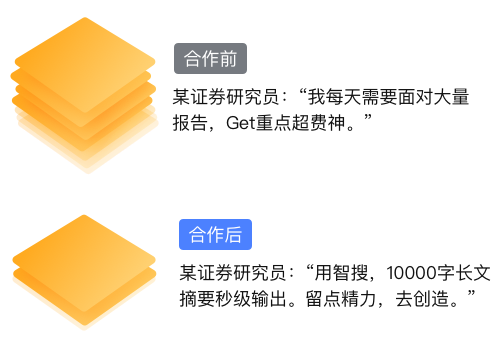 合作前
某证券研究员：“我每天需要面对大量
报告，Get重点超费神。”
合作后
某证券研究员：“用智搜，10000字长文
摘要秒级输出。留点精力，去创造。”